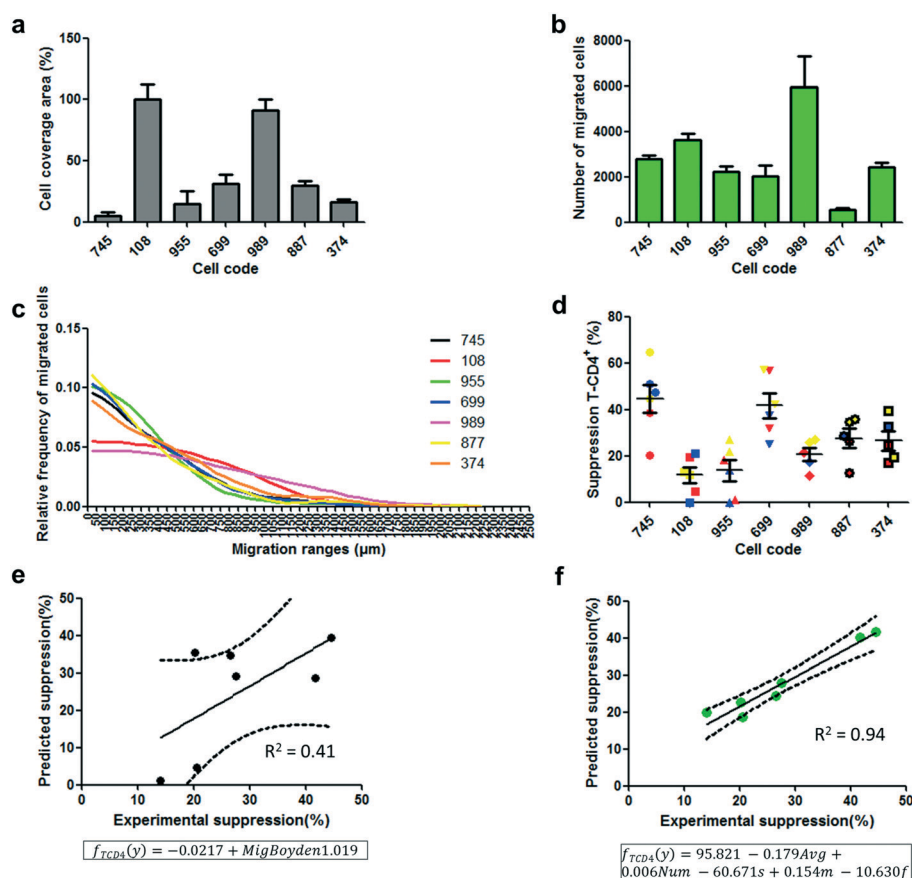 a
Cell coverage area (%)
150
100
50
0
745 108 955 699 989 887 374
Cell code
b
Number of migrated cells
8000
6000
4000
2000
0
745 108 955 699 989 877 374
Cell code
c
Relative frequency of migrated cells
0.15
0.10
0.05
0.00
745
108
955
699
989
877
374
Migration ranges (µm)
d
Suppression T-CD4⁺ (%)
80
60
40
20
0
745 108 955 699 989 887 374
Cell code
e
Predicted suppression(%)
50
40
30
20
10
0
R² = 0.41
0 10 20 30 40 50
Experimental suppression(%)
f_TCD4(y) = −0.0217 + MigBoyden1.019
f
Predicted suppression(%)
50
40
30
20
10
0
R² = 0.94
0 10 20 30 40 50
Experimental suppression(%)
f_TCD4(y) = 95.821 − 0.179Avg +
0.006Num − 60.671s + 0.154m − 10.630f